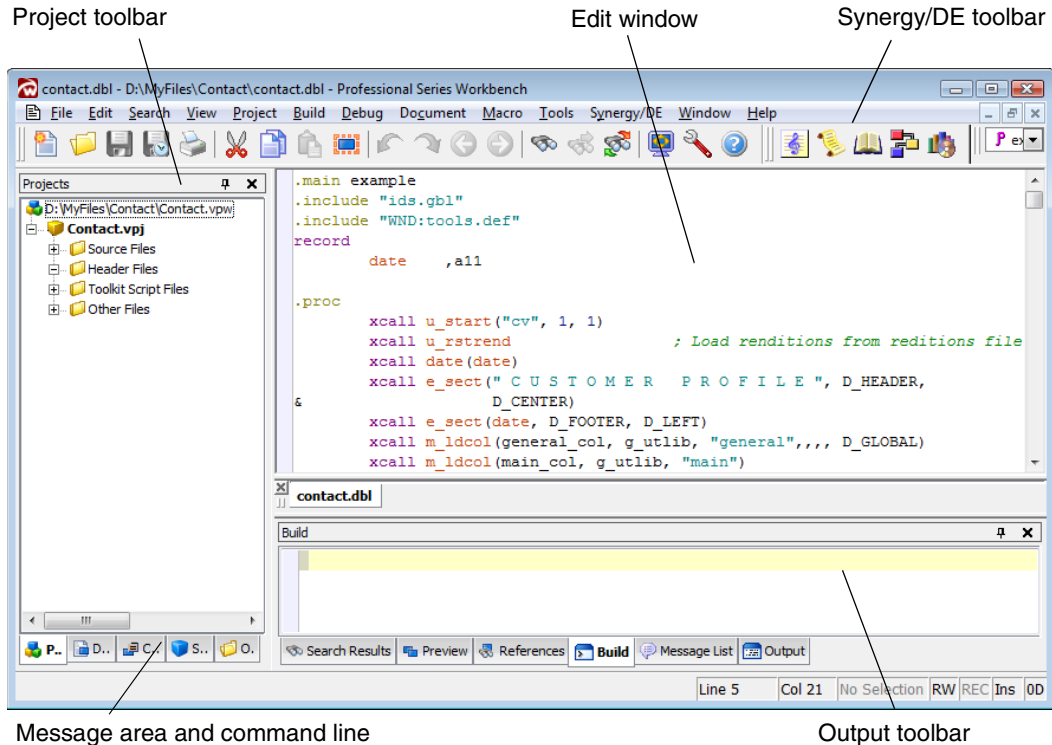 Project toolbar
Edit window
Synergy/DE toolbar
contact.dbl - D:\MyFiles\Contact\contact.dbl - Professional Series Workbench
File Edit Search View Project Build Debug Document Macro Tools Synergy/DE Window Help
Projects
D:\MyFiles\Contact\Contact.vpw
Contact.vpj
Source Files
Header Files
Toolkit Script Files
Other Files
.main example
.include "ids.gbl"
.include "WND:tools.def"
record
date ,a11
.proc
xcall u_start("cv", 1, 1)
xcall u_rstrend ; Load renditions from reditions file
xcall date(date)
xcall e_sect(" C U S T O M E R P R O F I L E ", D_HEADER,
& D_CENTER)
xcall e_sect(date, D_FOOTER, D_LEFT)
xcall m_ldcol(general_col, g_utlib, "general",,,, D_GLOBAL)
xcall m_ldcol(main_col, g_utlib, "main")
contact.dbl
Build
P.. D.. C S.. O.
Search Results Preview References Build Message List Output
Line 5 Col 21 No Selection RW REC Ins 0D
Message area and command line
Output toolbar